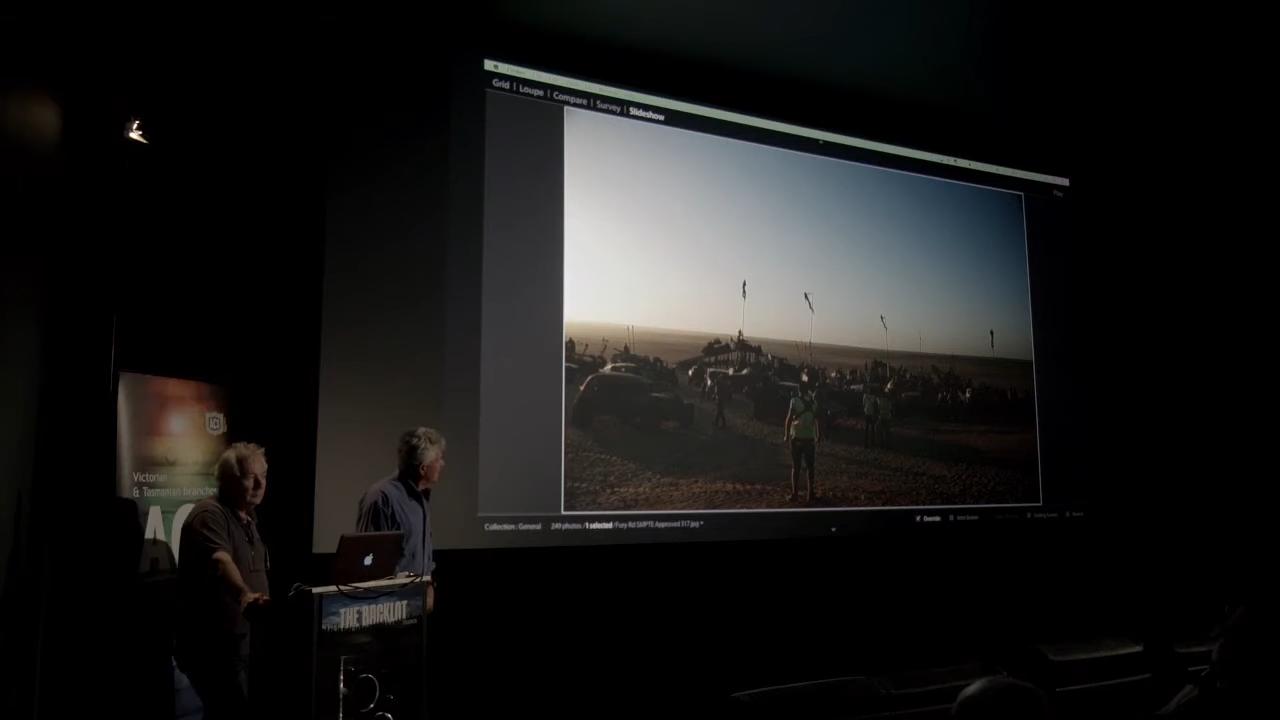 Grid | Loupe | Compare | Survey | Slideshow
Collection : General 249 photos / 1 selected / Fury Rd SMPTE Approved 317.jpg
ACS
Victorian
& Tasmanian branches
AC
THE BACKLOT